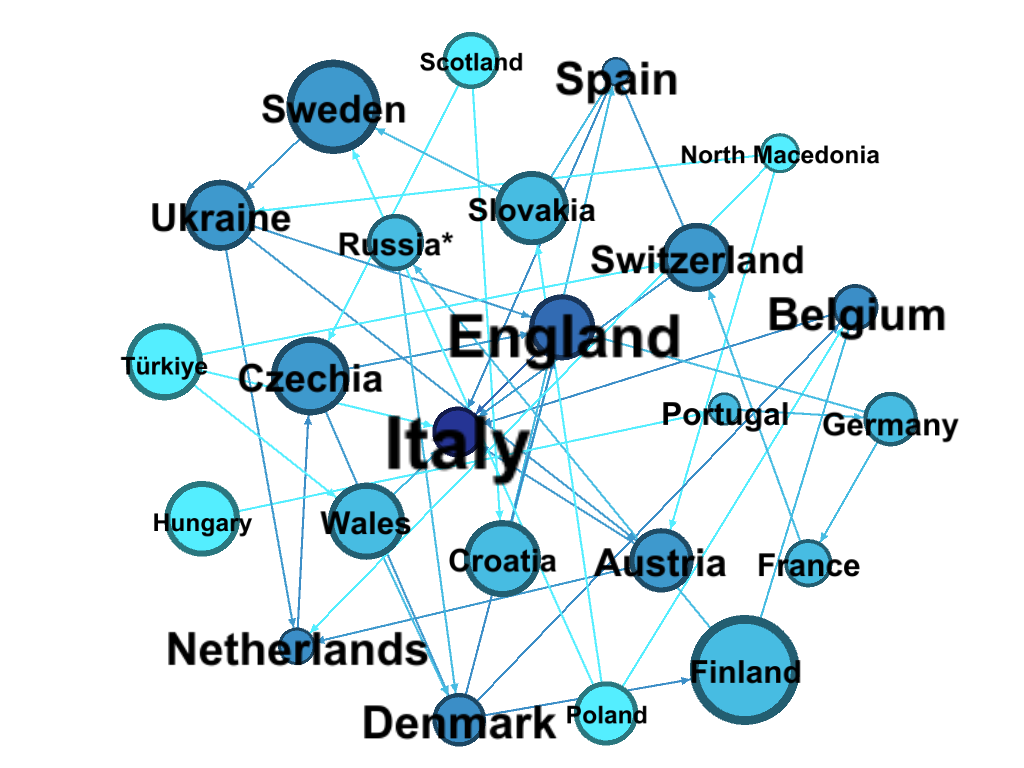 Scotland
Spain
Sweden
North Macedonia
Slovakia
Ukraine
Russia*
Switzerland
Belgium
England
Türkiye
Czechia
Portugal
Germany
Italy
Hungary
Wales
Croatia
Austria
France
Netherlands
Finland
Denmark
Poland